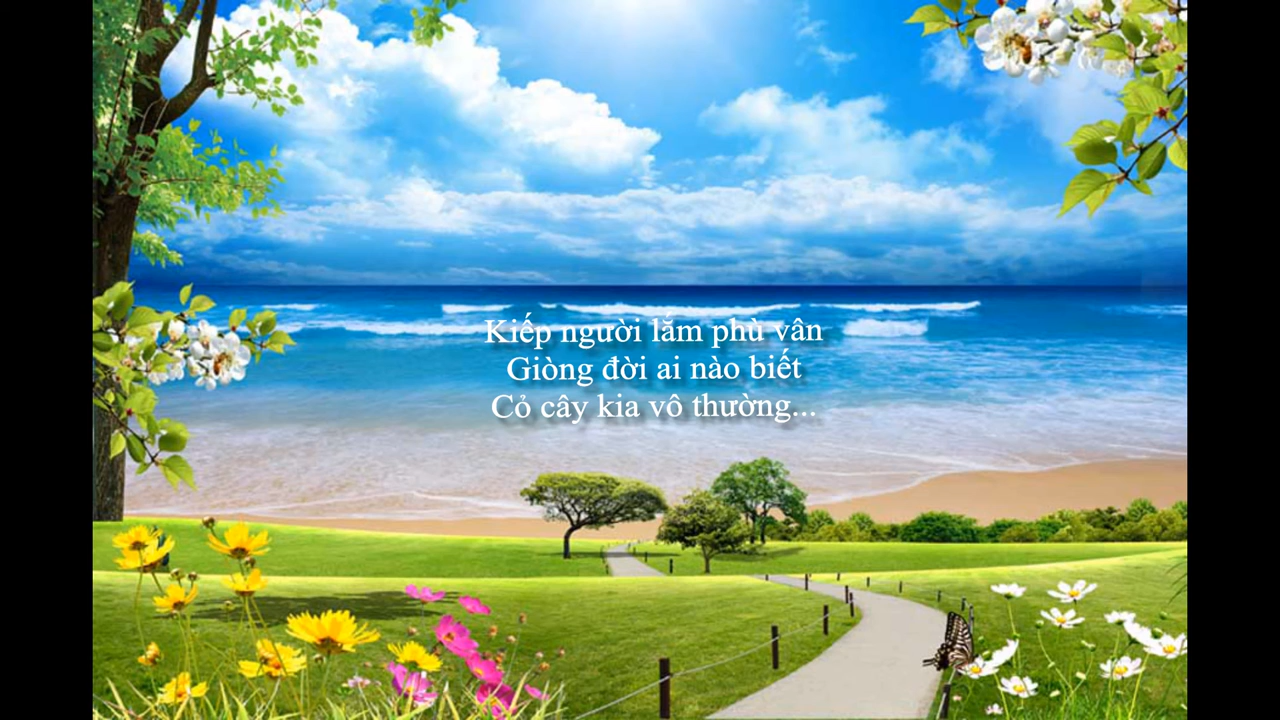 Kiếp người lắm phù vân
Giòng đời ai nào biết
Cỏ cây kia vô thường...